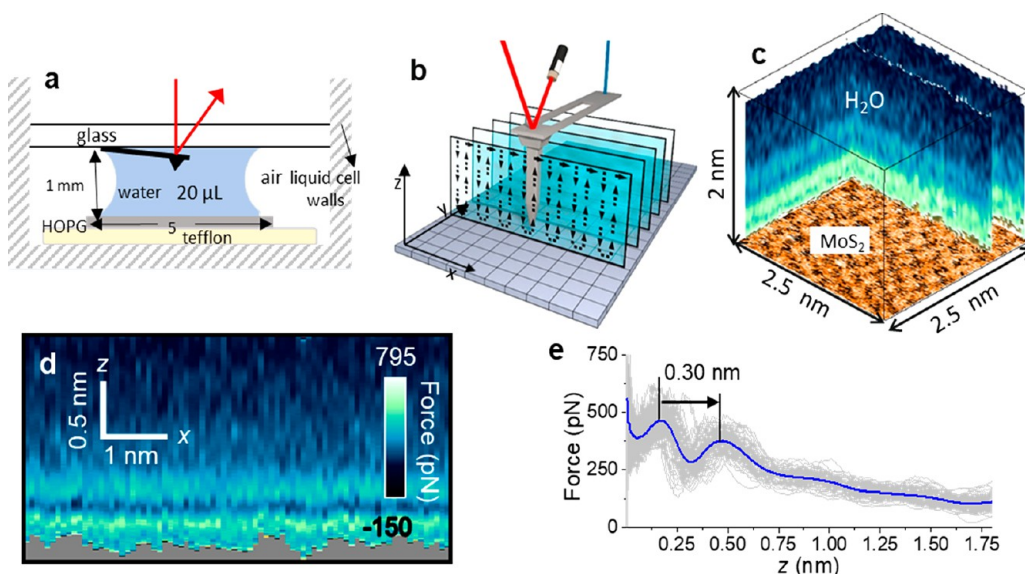 a
glass
1 mm
water
20 µL
air
liquid cell
walls
HOPG
5
tefflon
b
z
y
x
c
H₂O
2 nm
MoS₂
2.5 nm
2.5 nm
d
z
0.5 nm
x
1 nm
795
Force (pN)
-150
e
750
0.30 nm
500
250
0
Force (pN)
0.25 0.50 0.75 1.00 1.25 1.50 1.75
z (nm)